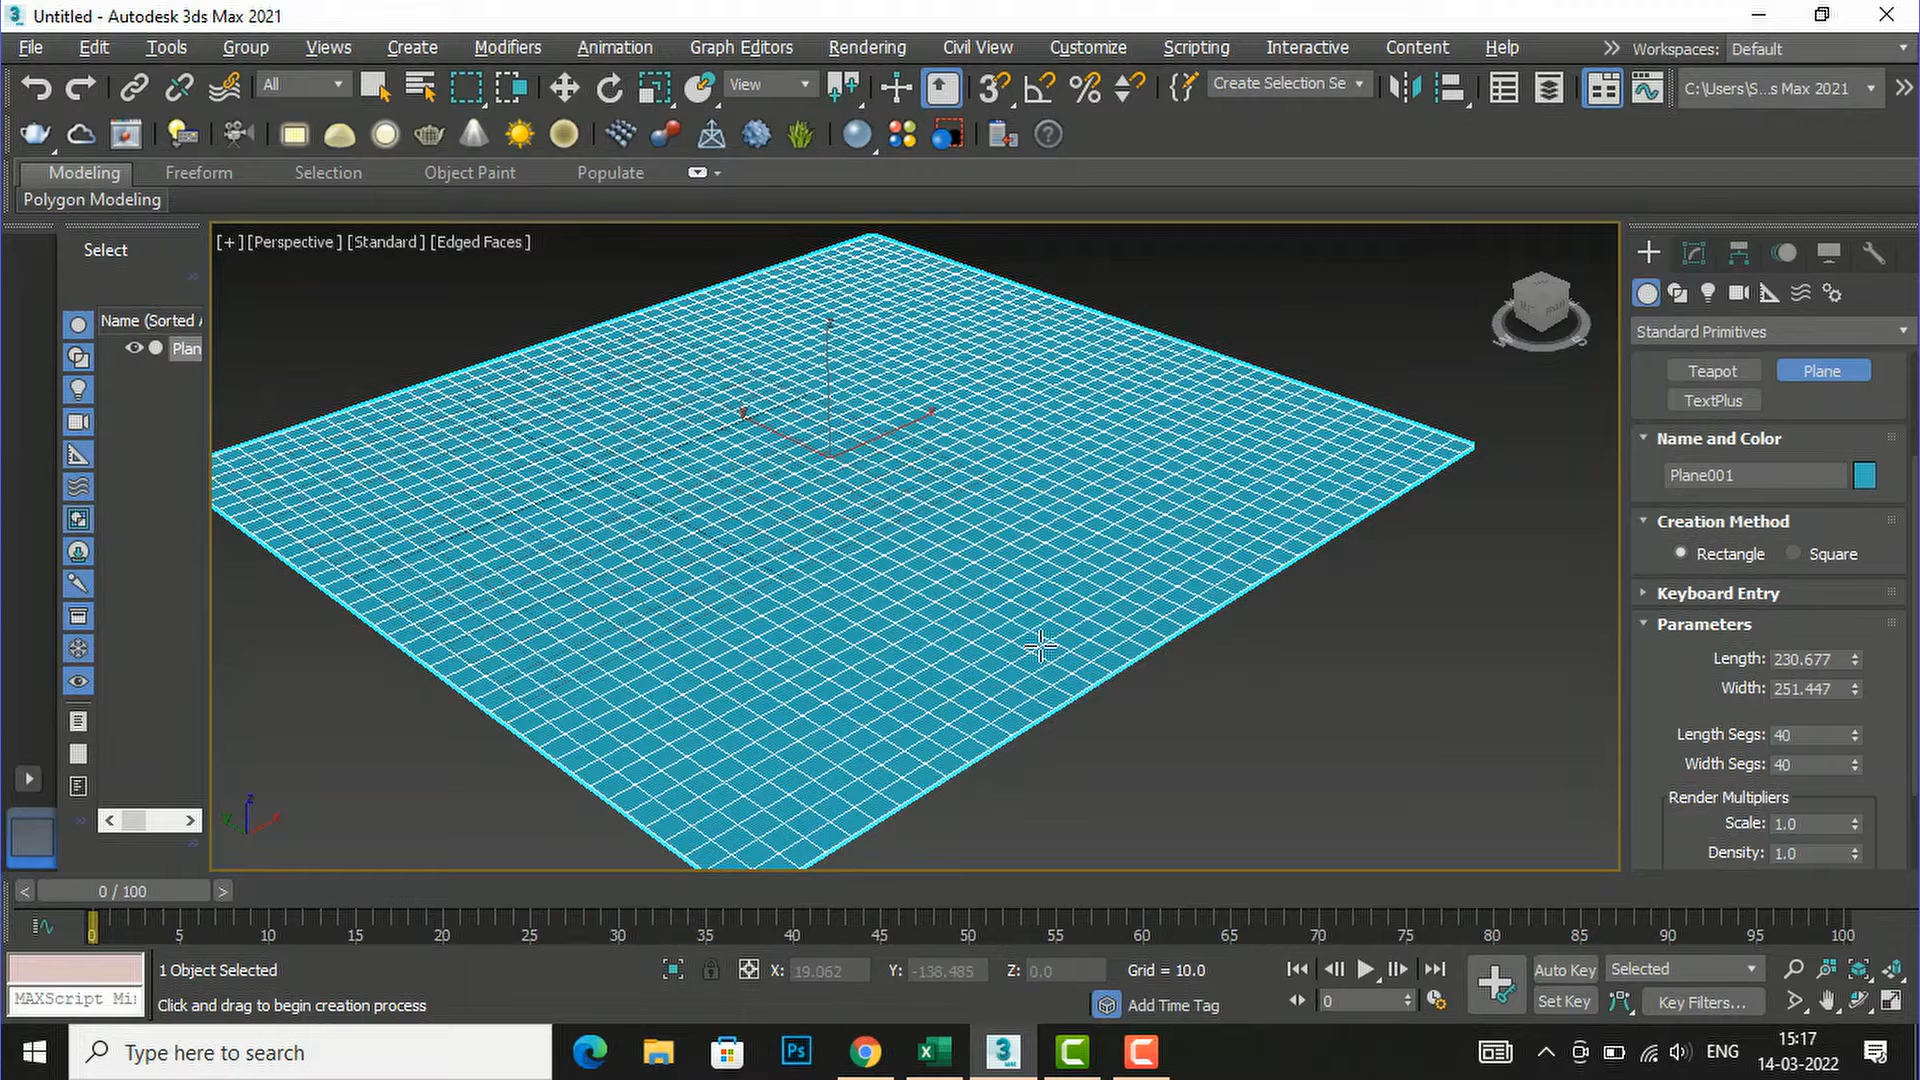 Untitled - Autodesk 3ds Max 2021
File Edit Tools Group Views Create Modifiers Animation Graph Editors Rendering Civil View Customize Scripting Interactive Content Help Workspaces: Default
All View Create Selection Se C:\Users\S...s Max 2021
Modeling Freeform Selection Object Paint Populate
Polygon Modeling
Select
Name (Sorted A
Plan
[+] [Perspective] [Standard] [Edged Faces]
Standard Primitives
Teapot Plane
TextPlus
Name and Color
Plane001
Creation Method
Rectangle Square
Keyboard Entry
Parameters
Length: 230.677
Width: 251.447
Length Segs: 40
Width Segs: 40
Render Multipliers
Scale: 1.0
Density: 1.0
0 / 100
0 5 10 15 20 25 30 35 40 45 50 55 60 65 70 75 80 85 90 95 100
1 Object Selected
X: 19.062 Y: -138.485 Z: 0.0 Grid = 10.0
Auto Key Selected
MAXScript Mi
Click and drag to begin creation process
Add Time Tag
0
Set Key Key Filters...
Type here to search
Ps
ENG
15:17
14-03-2022